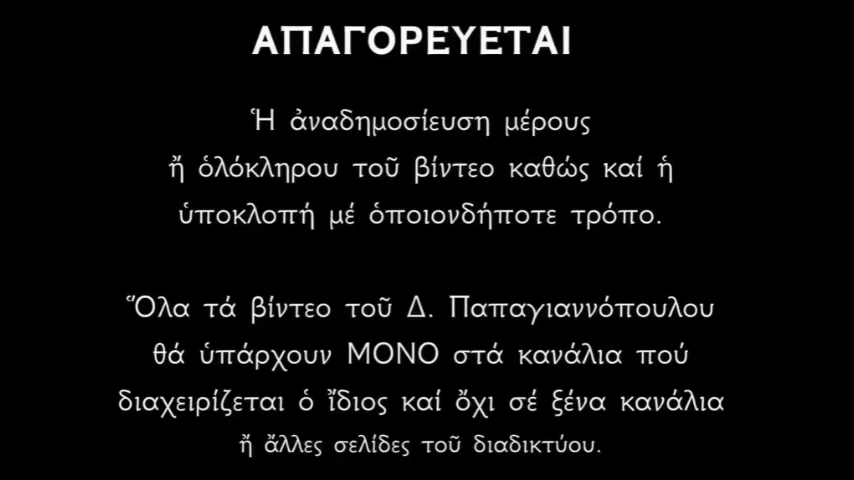 ΑΠΑΓΟΡΕΥΕΤΑΙ
Ἡ ἀναδημοσίευση μέρους
ἤ ὁλόκληρου τοῦ βίντεο καθώς καί ἡ
ὑποκλοπή μέ ὁποιονδήποτε τρόπο.
Ὅλα τά βίντεο τοῦ Δ. Παπαγιαννόπουλου
θά ὑπάρχουν ΜΟΝΟ στά κανάλια πού
διαχειρίζεται ὁ ἴδιος καί ὄχι σέ ξένα κανάλια
ἤ ἄλλες σελίδες τοῦ διαδικτύου.